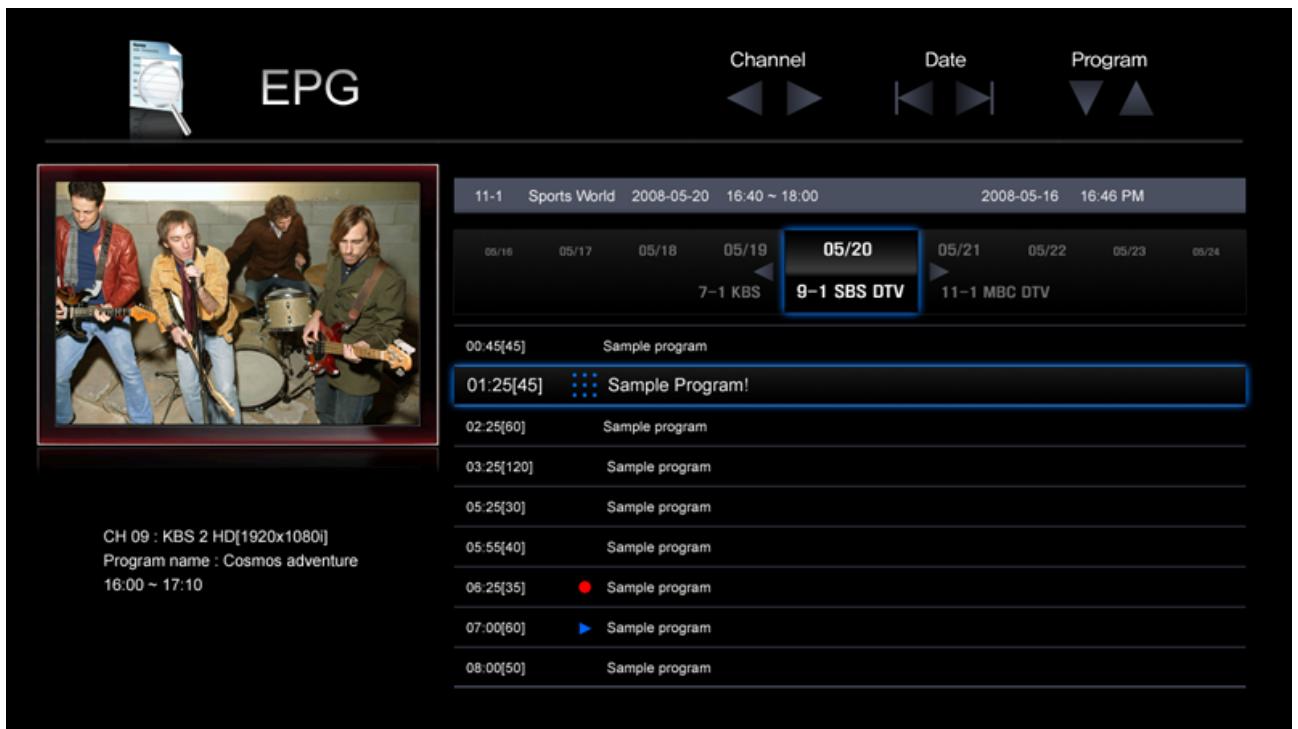 EPG
Channel Date Program
11-1 Sports World 2008-05-20 16:40 ~ 18:00 2008-05-16 16:46 PM
05/16 05/17 05/18 05/19 05/20 05/21 05/22 05/23 05/24
7-1 KBS 9-1 SBS DTV 11-1 MBC DTV
00:45[45] Sample program
01:25[45] Sample Program!
02:25[60] Sample program
03:25[120] Sample program
05:25[30] Sample program
05:55[40] Sample program
06:25[35] Sample program
07:00[60] Sample program
08:00[50] Sample program
CH 09 : KBS 2 HD[1920x1080i]
Program name : Cosmos adventure
16:00 ~ 17:10